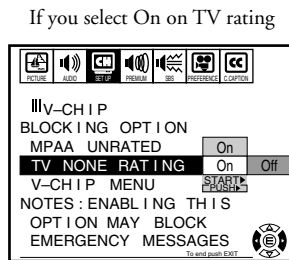 If you select On on TV rating
PICTURE AUDIO SET UP PREMIUM SBS PREFERENCE C.CAPTION
V-CHIP
BLOCKING OPTION
MPAA UNRATED On
TV NONE RATING On Off
V-CHIP MENU START▶ PUSH▶
NOTES : ENABLING THIS
OPTION MAY BLOCK
EMERGENCY MESSAGES
To end push EXIT